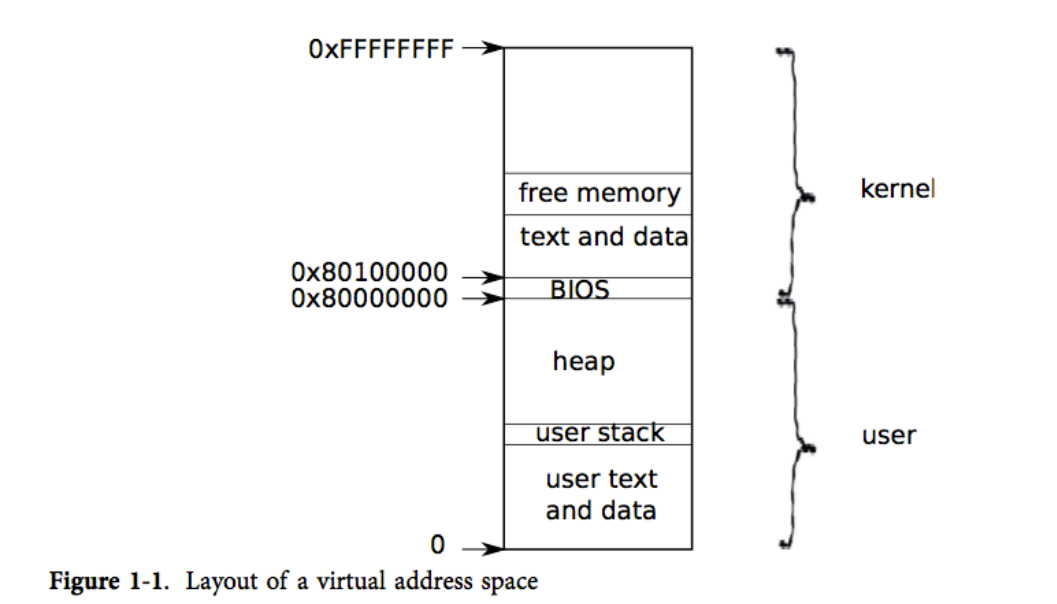 0xFFFFFFFF
free memory
kernel
text and data
0x80100000
BIOS
0x80000000
heap
user stack
user
user text
and data
0
Figure 1-1. Layout of a virtual address space